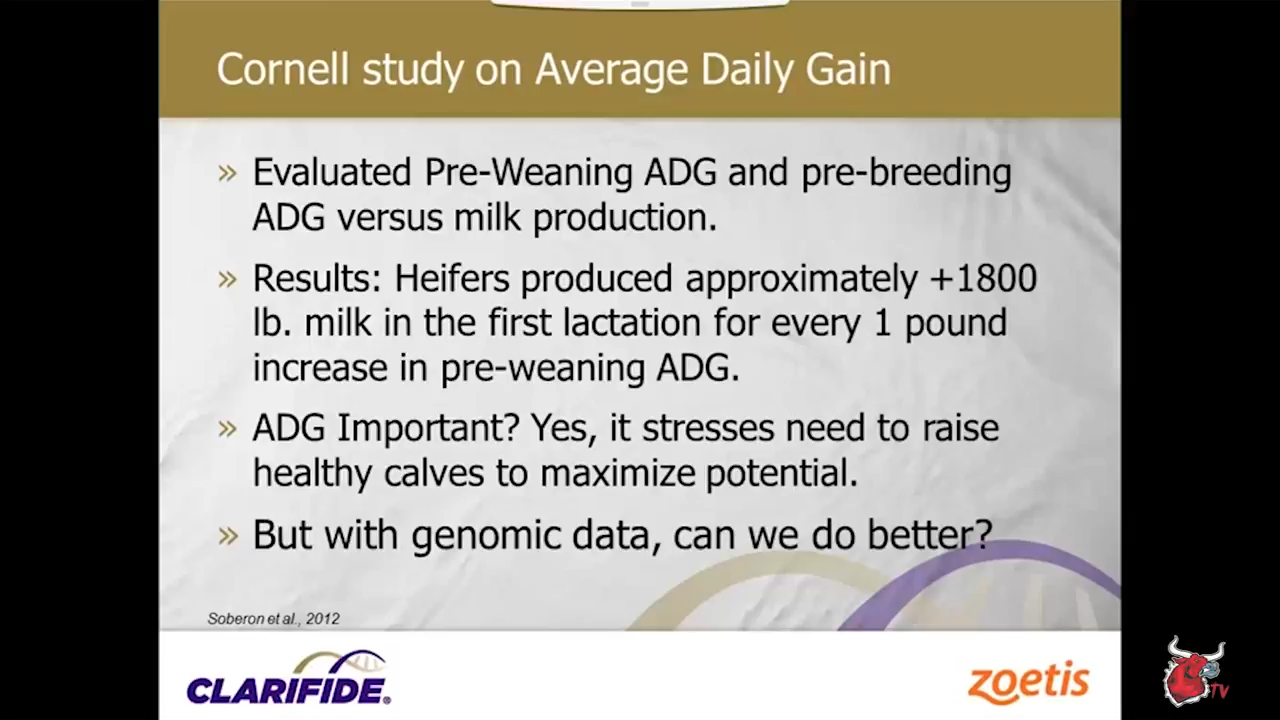 Cornell study on Average Daily Gain
» Evaluated Pre-Weaning ADG and pre-breeding
ADG versus milk production.
» Results: Heifers produced approximately +1800
lb. milk in the first lactation for every 1 pound
increase in pre-weaning ADG.
» ADG Important? Yes, it stresses need to raise
healthy calves to maximize potential.
» But with genomic data, can we do better?
Soberon et al., 2012
CLARIFIDE®
zoetis
TV